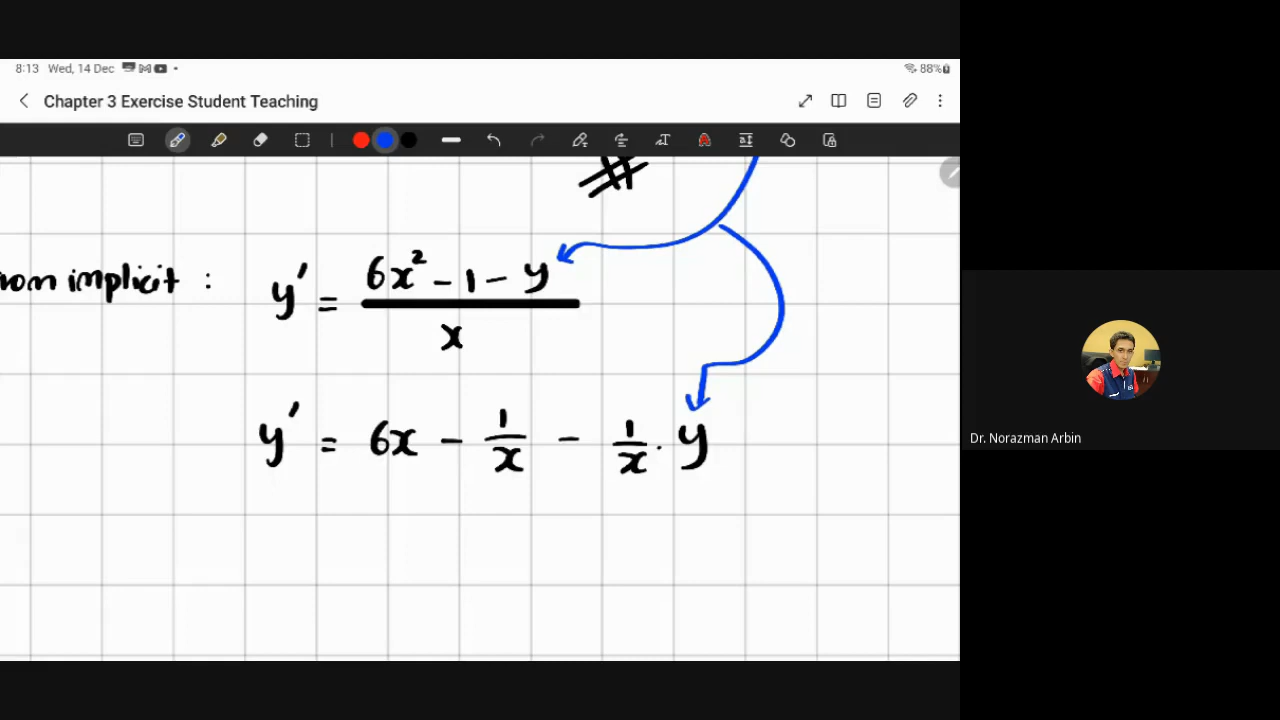 8:13 Wed, 14 Dec
88%
Chapter 3 Exercise Student Teaching
rom implicit : y' = (6x² - 1 - y) / x
y' = 6x - 1/x - 1/x · y
Dr. Norazman Arbin